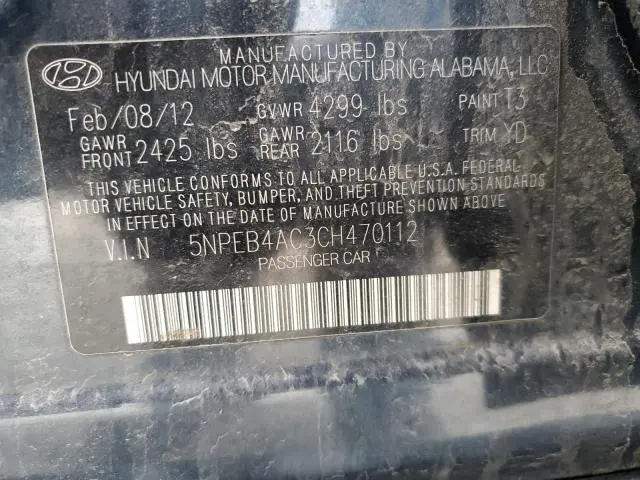 MANUFACTURED BY
HYUNDAI MOTOR MANUFACTURING ALABAMA, LLC
Feb/08/12 GVWR 4299 lbs PAINT T3
GAWR FRONT 2425 lbs GAWR REAR 2116 lbs TRIM YD
THIS VEHICLE CONFORMS TO ALL APPLICABLE U.S.A. FEDERAL
MOTOR VEHICLE SAFETY, BUMPER, AND THEFT PREVENTION STANDARDS
IN EFFECT ON THE DATE OF MANUFACTURE SHOWN ABOVE
V.I.N 5NPEB4AC3CH470112
PASSENGER CAR